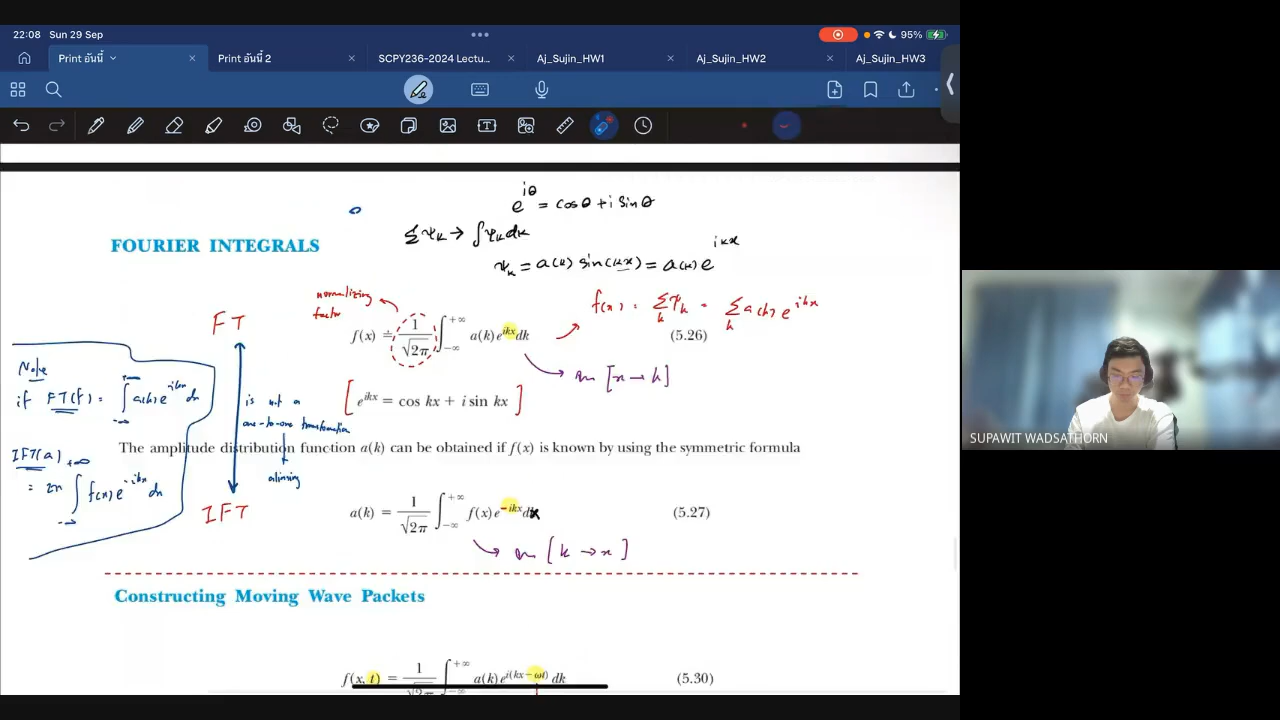 22:08 Sun 29 Sep
95%
Print อันนี้
Print อันนี้ 2
SCPY236-2024 Lectu...
Aj_Sujin_HW1
Aj_Sujin_HW2
Aj_Sujin_HW3
e^{iθ} = cosθ + i sinθ
Σψ_k → ∫ψ_k dk
FOURIER INTEGRALS
ψ_k = a(k) sin(kx) = a(k) e^{ikx}
normalizing
factor
f(x) = Σ_k ψ_k = Σ_k a(k) e^{ikx}
FT
f(x) = 1/√2π ∫_{−∞}^{+∞} a(k)e^{ikx}dk (5.26)
Note
if FT(f) = ∫ a(k) e^{ikx} dx
[x → k]
is not a
one-to-one transformation
[e^{ikx} = cos kx + i sin kx]
The amplitude distribution function a(k) can be obtained if f(x) is known by using the symmetric formula
IFT(a)
= 2π ∫_{-∞}^{+∞} f(x) e^{-ikx} dx
aliasing
IFT
a(k) = 1/√2π ∫_{−∞}^{+∞} f(x)e^{−ikx}dx (5.27)
[k → x]
Constructing Moving Wave Packets
f(x, t) = 1/√2π ∫_{−∞}^{+∞} a(k)e^{i(kx−ωt)} dk (5.30)
SUPAWIT WADSATHORN